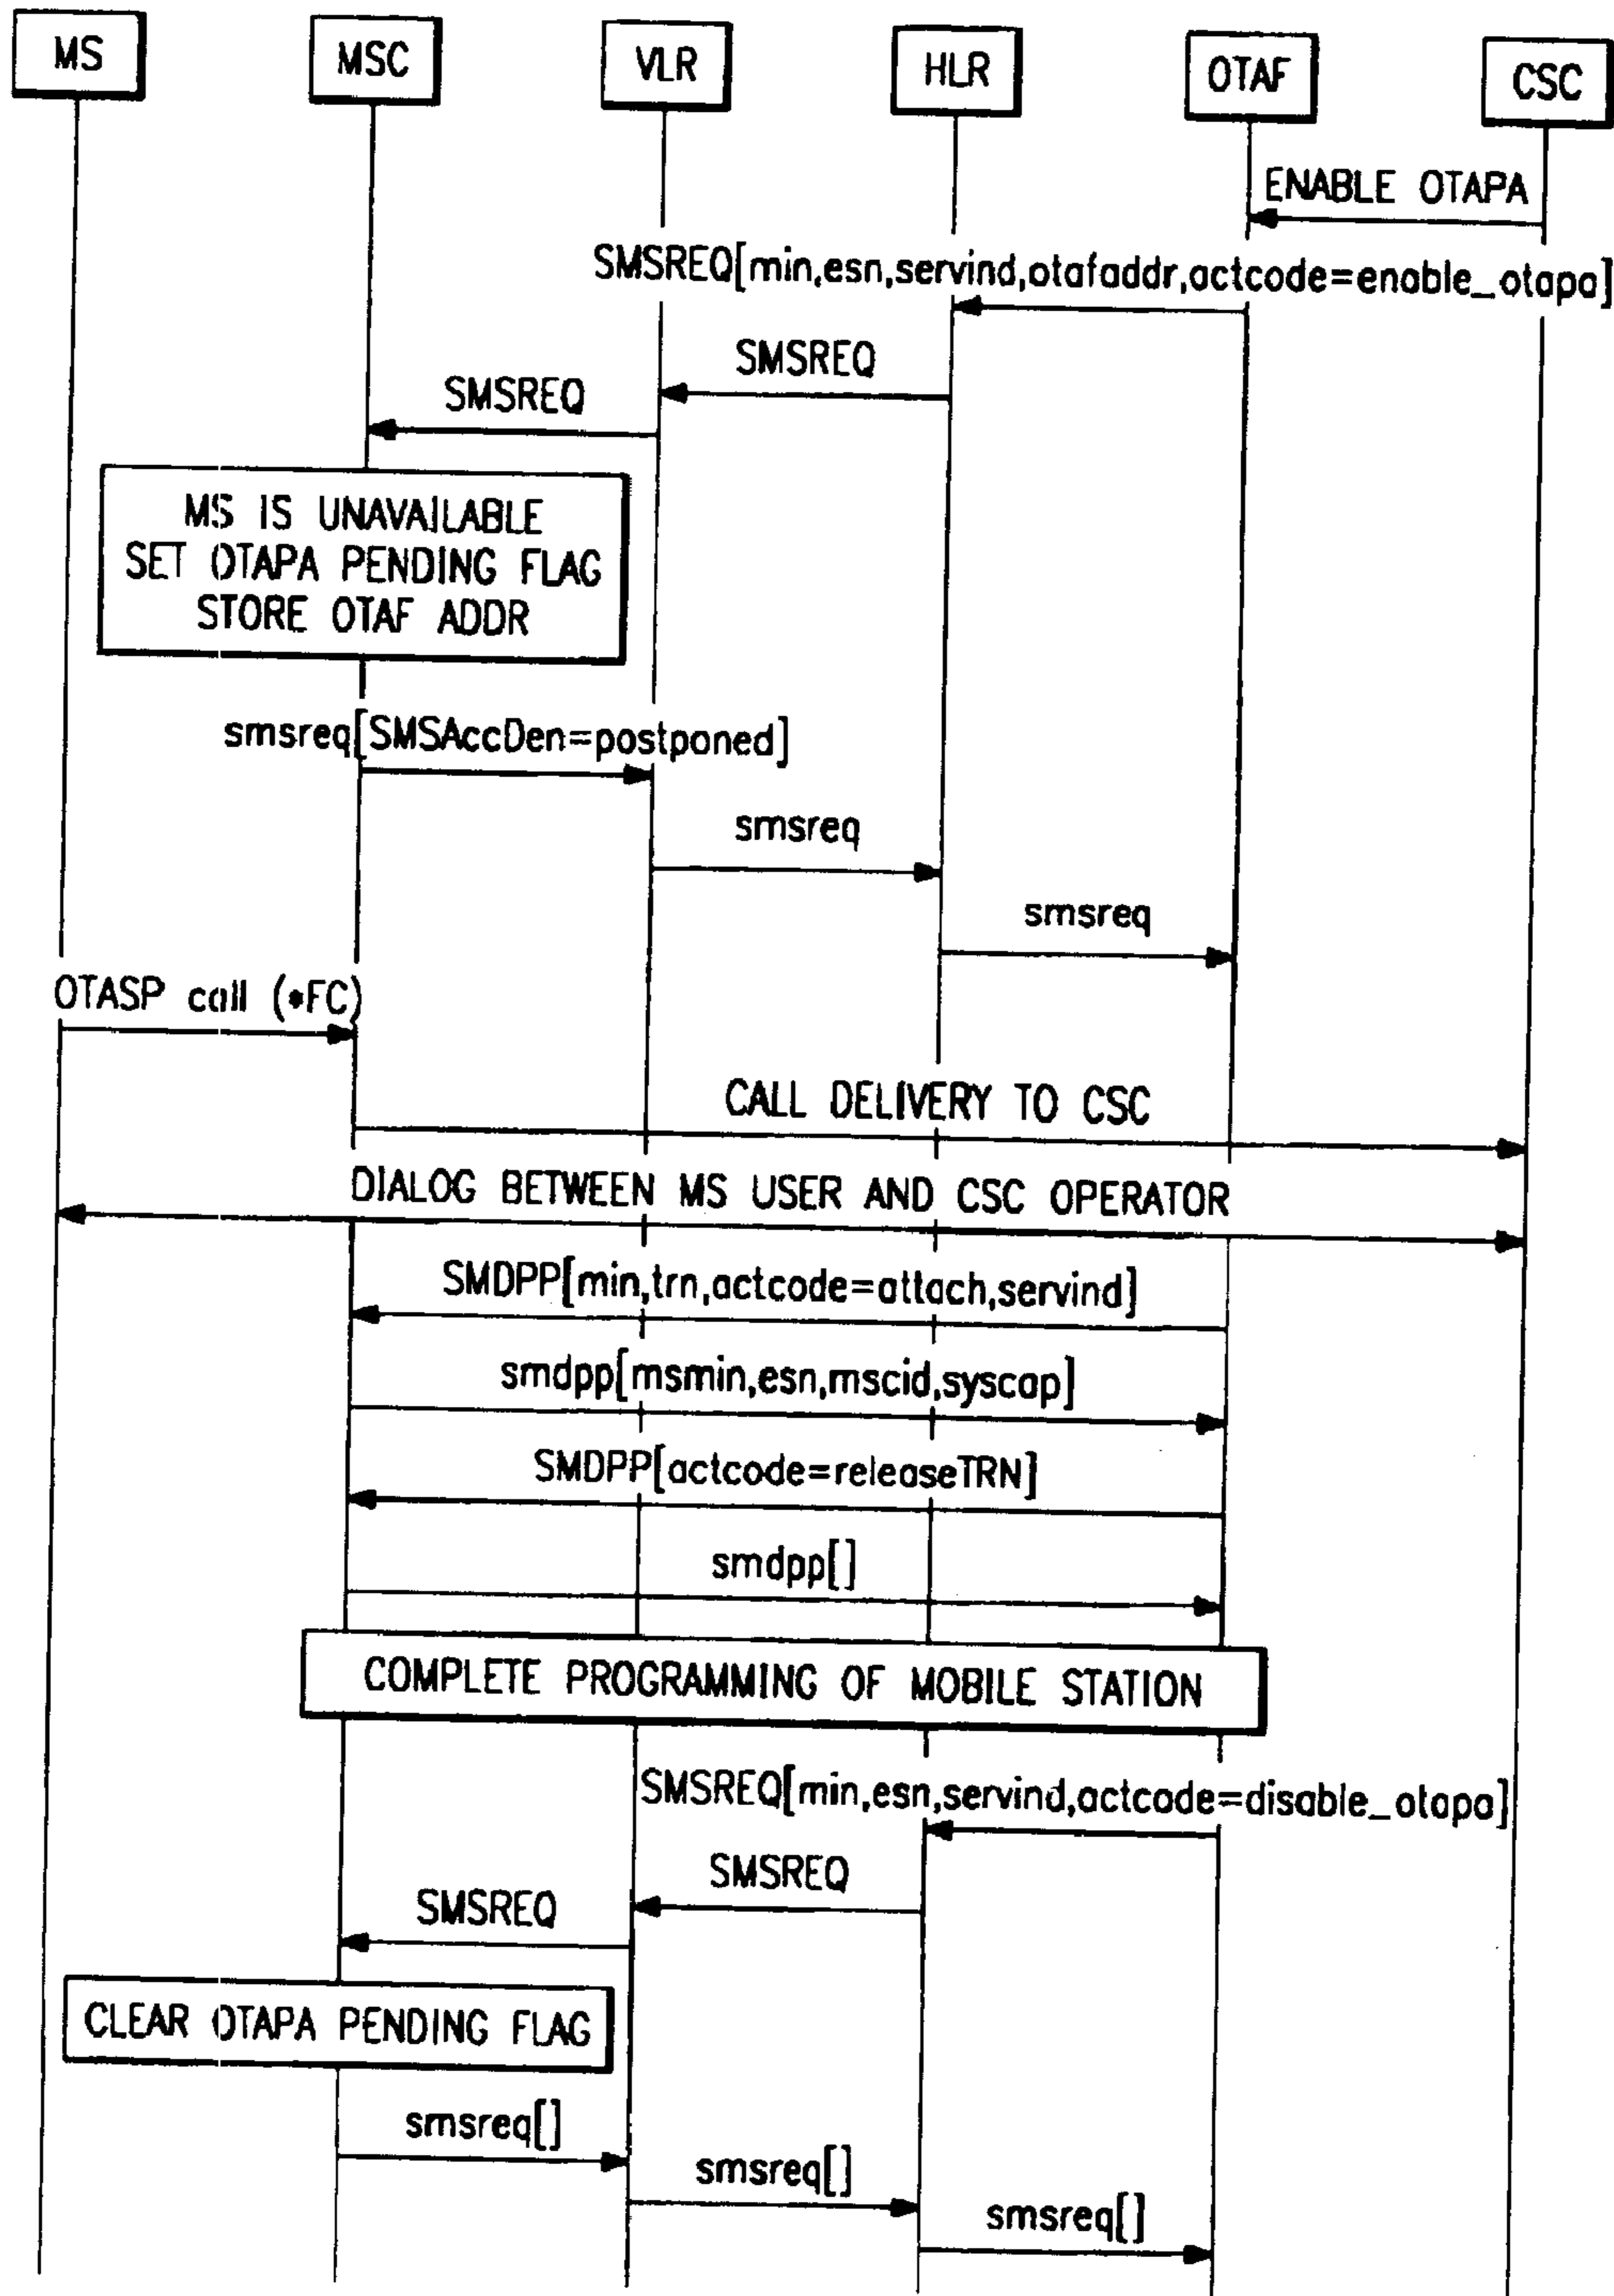 MS
MSC
VLR
HLR
OTAF
CSC
ENABLE OTAPA
SMSREQ[min,esn,servind,otafaddr,actcode=enable_otapa]
SMSREQ
SMSREQ
MS IS UNAVAILABLE
SET OTAPA PENDING FLAG
STORE OTAF ADDR
smsreq[SMSAccDen=postponed]
smsreq
smsreq
OTASP call (*FC)
CALL DELIVERY TO CSC
DIALOG BETWEEN MS USER AND CSC OPERATOR
SMDPP[min,trn,actcode=attach,servind]
smdpp[msmin,esn,mscid,syscap]
SMDPP[actcode=releaseTRN]
smdpp[]
COMPLETE PROGRAMMING OF MOBILE STATION
SMSREQ[min,esn,servind,actcode=disable_otapa]
SMSREQ
SMSREQ
CLEAR OTAPA PENDING FLAG
smsreq[]
smsreq[]
smsreq[]